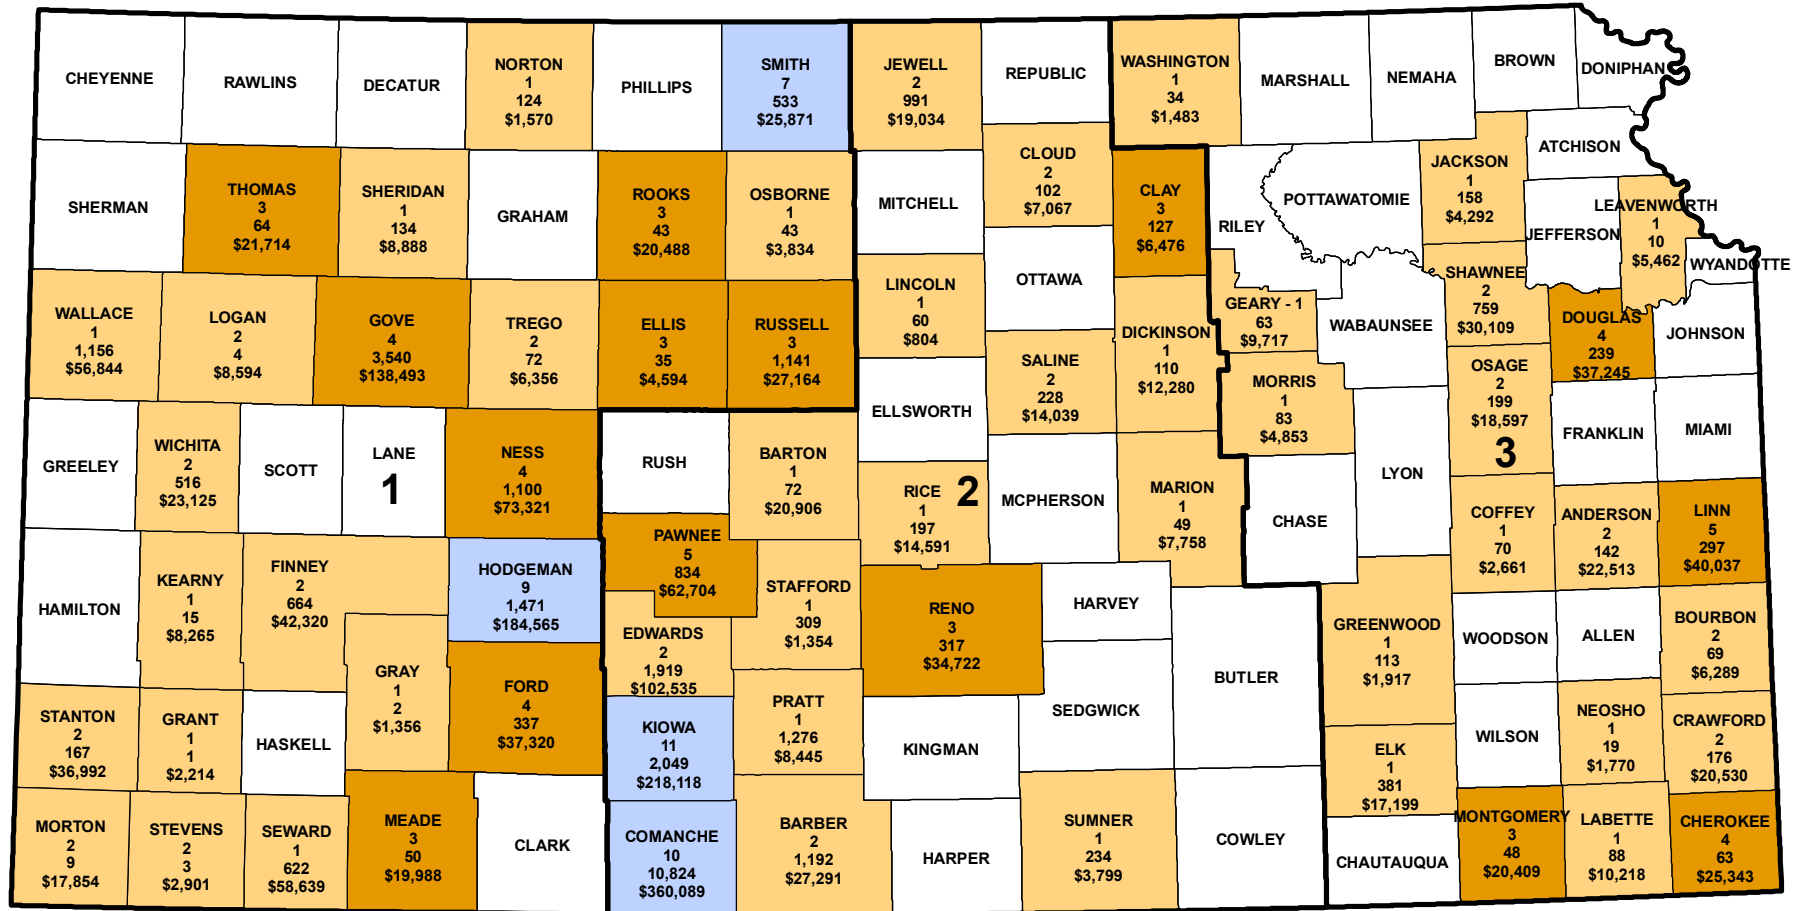 CHEYENNE
RAWLINS
DECATUR
NORTON
1
124
$1,570
PHILLIPS
SMITH
7
533
$25,871
JEWELL
2
991
$19,034
REPUBLIC
WASHINGTON
1
34
$1,483
MARSHALL
NEMAHA
BROWN
DONIPHAN
SHERMAN
THOMAS
3
64
$21,714
SHERIDAN
1
134
$8,888
GRAHAM
ROOKS
3
43
$20,488
OSBORNE
1
43
$3,834
MITCHELL
CLOUD
2
102
$7,067
CLAY
3
127
$6,476
RILEY
POTTAWATOMIE
JACKSON
1
158
$4,292
ATCHISON
JEFFERSON
LEAVENWORTH
1
10
$5,462
WYANDOTTE
WALLACE
1
1,156
$56,844
LOGAN
2
4
$8,594
GOVE
4
3,540
$138,493
TREGO
2
72
$6,356
ELLIS
3
35
$4,594
RUSSELL
3
1,141
$27,164
LINCOLN
1
60
$804
OTTAWA
SALINE
2
228
$14,039
DICKINSON
1
110
$12,280
GEARY - 1
63
$9,717
WABAUNSEE
SHAWNEE
2
759
$30,109
DOUGLAS
4
239
$37,245
JOHNSON
GREELEY
WICHITA
2
516
$23,125
SCOTT
LANE
1
NESS
4
1,100
$73,321
RUSH
BARTON
1
72
$20,906
ELLSWORTH
RICE
1
197
$14,591
2
MCPHERSON
MARION
1
49
$7,758
MORRIS
1
83
$4,853
CHASE
LYON
OSAGE
2
199
$18,597
3
FRANKLIN
MIAMI
COFFEY
1
70
$2,661
ANDERSON
2
142
$22,513
LINN
5
297
$40,037
HAMILTON
KEARNY
1
15
$8,265
FINNEY
2
664
$42,320
HODGEMAN
9
1,471
$184,565
PAWNEE
5
834
$62,704
STAFFORD
1
309
$1,354
EDWARDS
2
1,919
$102,535
RENO
3
317
$34,722
HARVEY
BUTLER
SEDGWICK
GREENWOOD
1
113
$1,917
WOODSON
ALLEN
BOURBON
2
69
$6,289
STANTON
2
167
$36,992
GRANT
1
1
$2,214
HASKELL
GRAY
1
2
$1,356
FORD
4
337
$37,320
KIOWA
11
2,049
$218,118
PRATT
1
1,276
$8,445
KINGMAN
ELK
1
381
$17,199
WILSON
NEOSHO
1
19
$1,770
CRAWFORD
2
176
$20,530
MORTON
2
9
$17,854
STEVENS
2
3
$2,901
SEWARD
1
622
$58,639
MEADE
3
50
$19,988
CLARK
COMANCHE
10
10,824
$360,089
BARBER
2
1,192
$27,291
HARPER
SUMNER
1
234
$3,799
COWLEY
CHAUTAUQUA
MONTGOMERY
3
48
$20,409
LABETTE
1
88
$10,218
CHEROKEE
4
63
$25,343